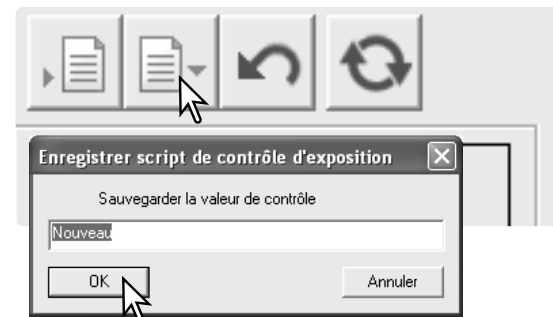 Enregistrer script de contrôle d'exposition
Sauvegarder la valeur de contrôle
Nouveau
OK
Annuler